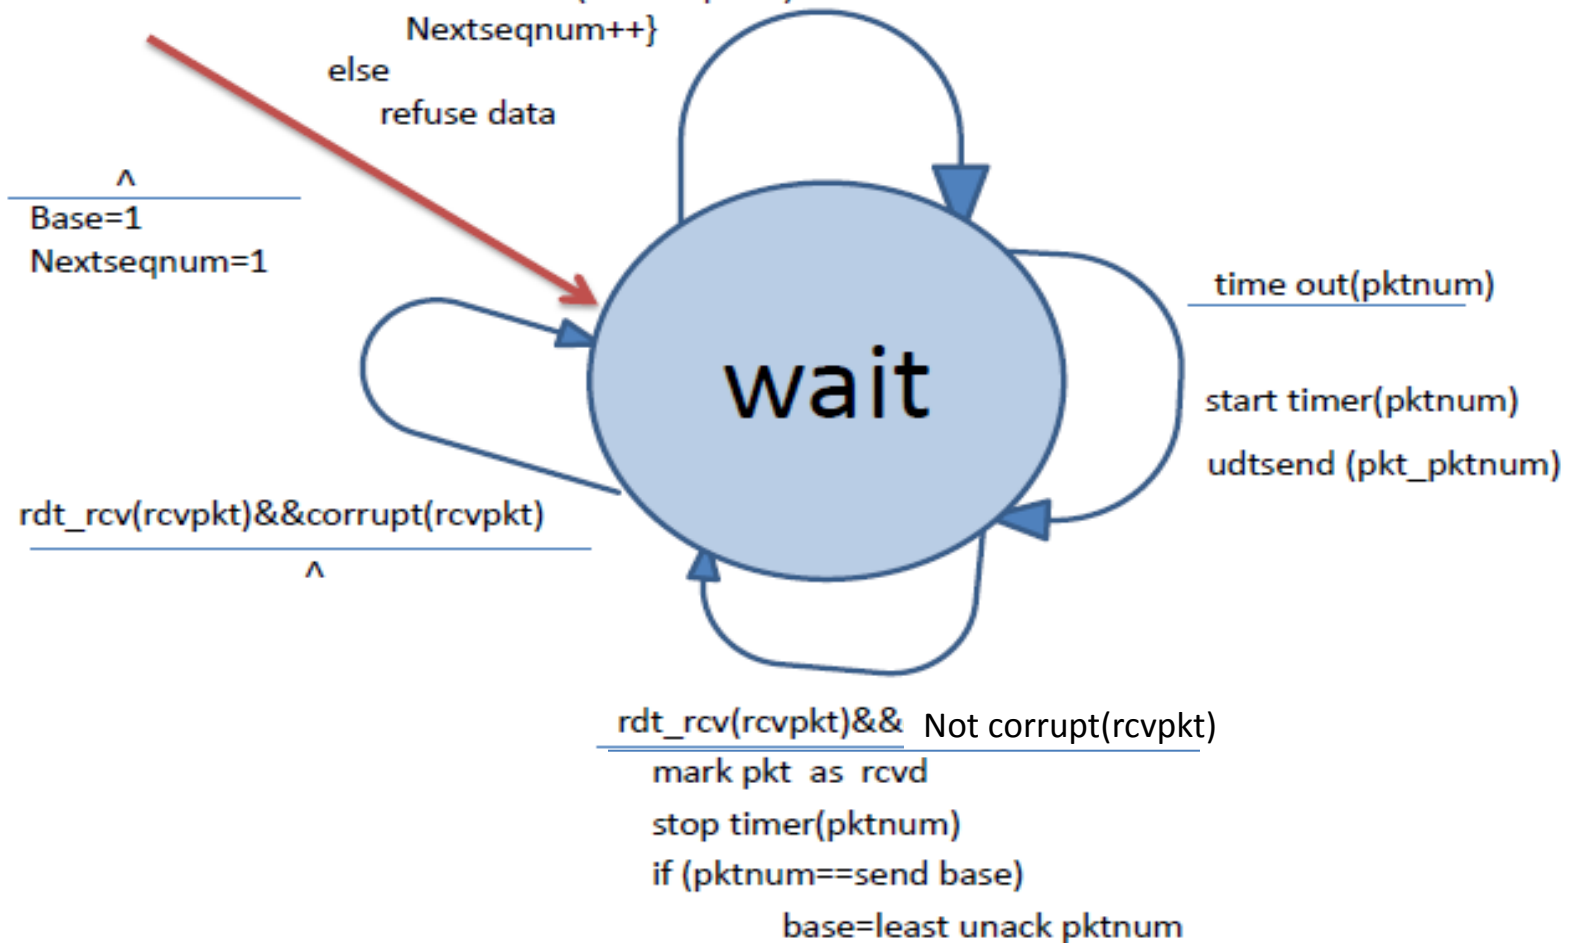 Nextseqnum++}
else
refuse data
^
Base=1
Nextseqnum=1
time out(pktnum)
start timer(pktnum)
udtsend (pkt_pktnum)
wait
rdt_rcv(rcvpkt)&&corrupt(rcvpkt)
^
rdt_rcv(rcvpkt)&& Not corrupt(rcvpkt)
mark pkt as rcvd
stop timer(pktnum)
if (pktnum==send base)
base=least unack pktnum